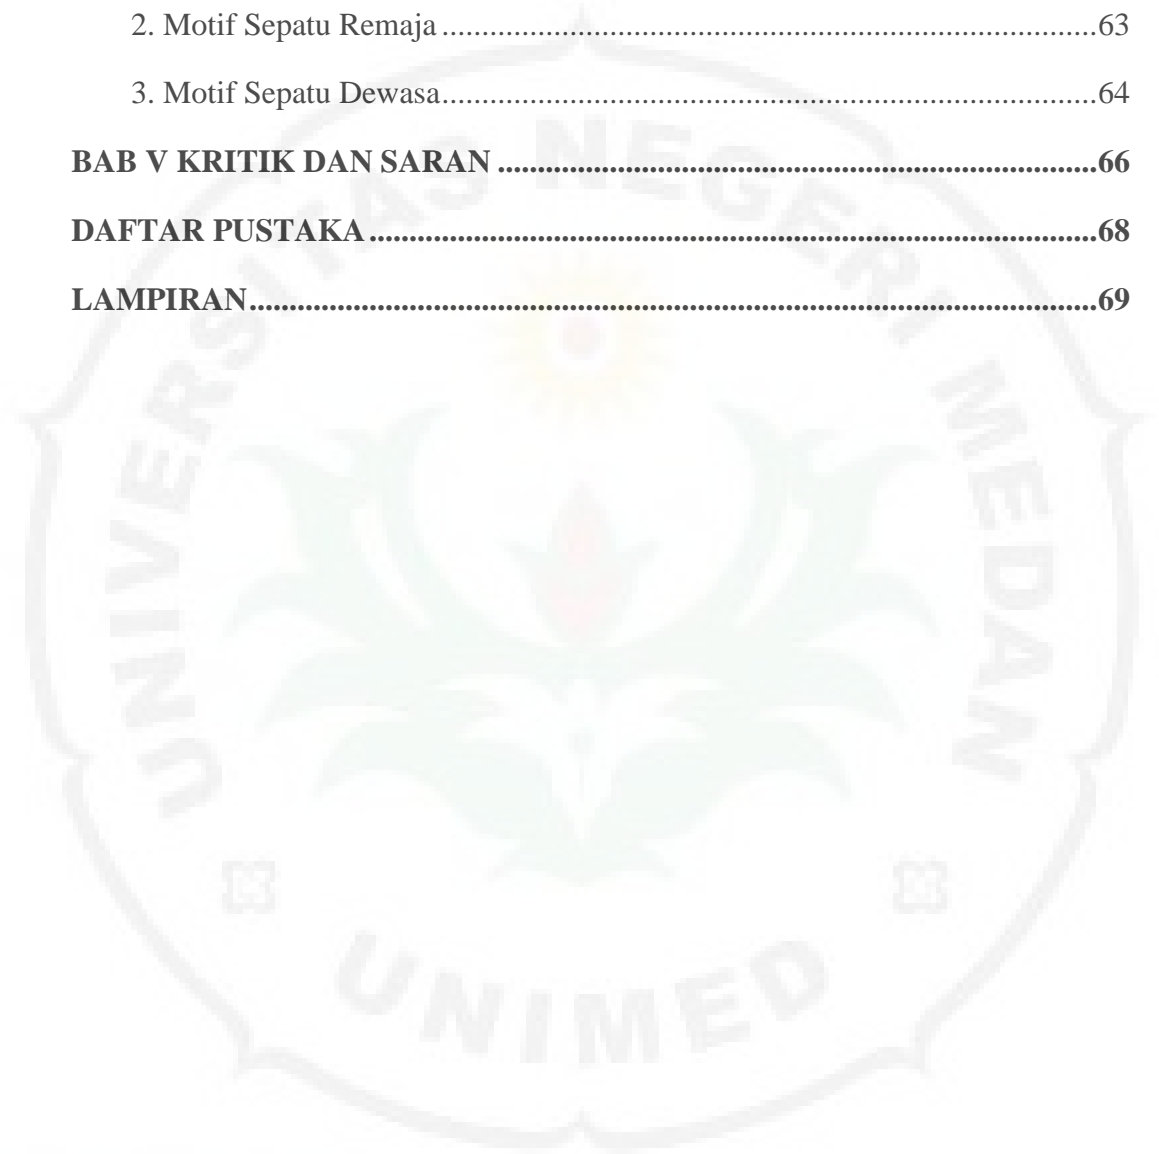 2. Motif Sepatu Remaja ..................................................................................63
3. Motif Sepatu Dewasa..................................................................................64
BAB V KRITIK DAN SARAN ...........................................................................66
DAFTAR PUSTAKA ...........................................................................................68
LAMPIRAN..........................................................................................................69
UNIVERSITAS NEGERI MEDAN
UNIMED